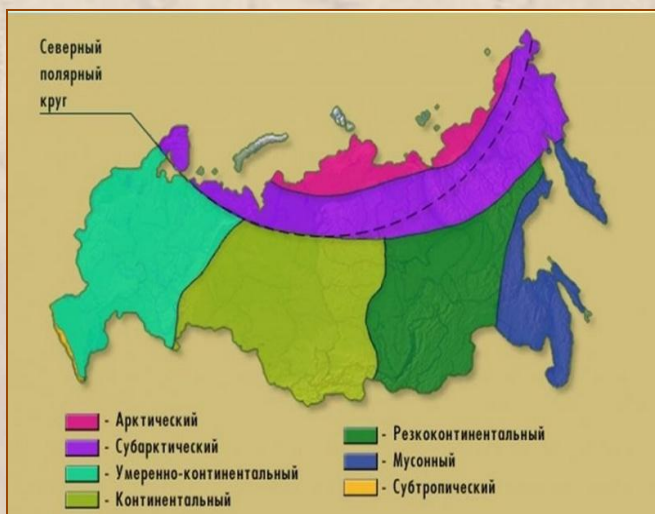 Северный
полярный
круг
- Арктический
- Субарктический
- Умеренно-континентальный
- Континентальный
- Резкоконтинентальный
- Мусонный
- Субтропический